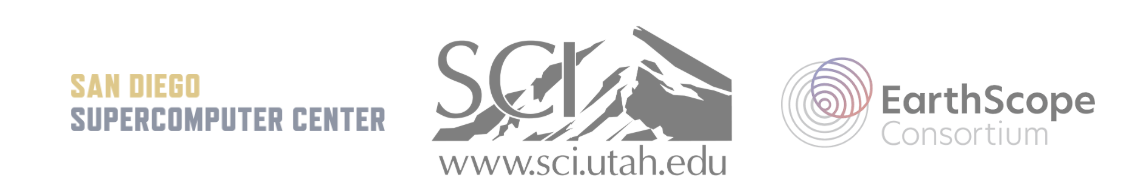 SAN DIEGO
SUPERCOMPUTER CENTER
SCI
www.sci.utah.edu
EarthScope
Consortium